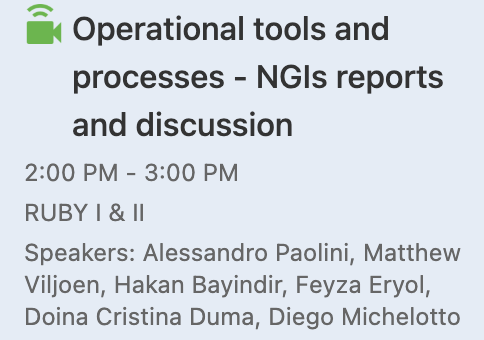 Operational tools and
processes - NGIs reports
and discussion
2:00 PM - 3:00 PM
RUBY I & II
Speakers: Alessandro Paolini, Matthew
Viljoen, Hakan Bayindir, Feyza Eryol,
Doina Cristina Duma, Diego Michelotto